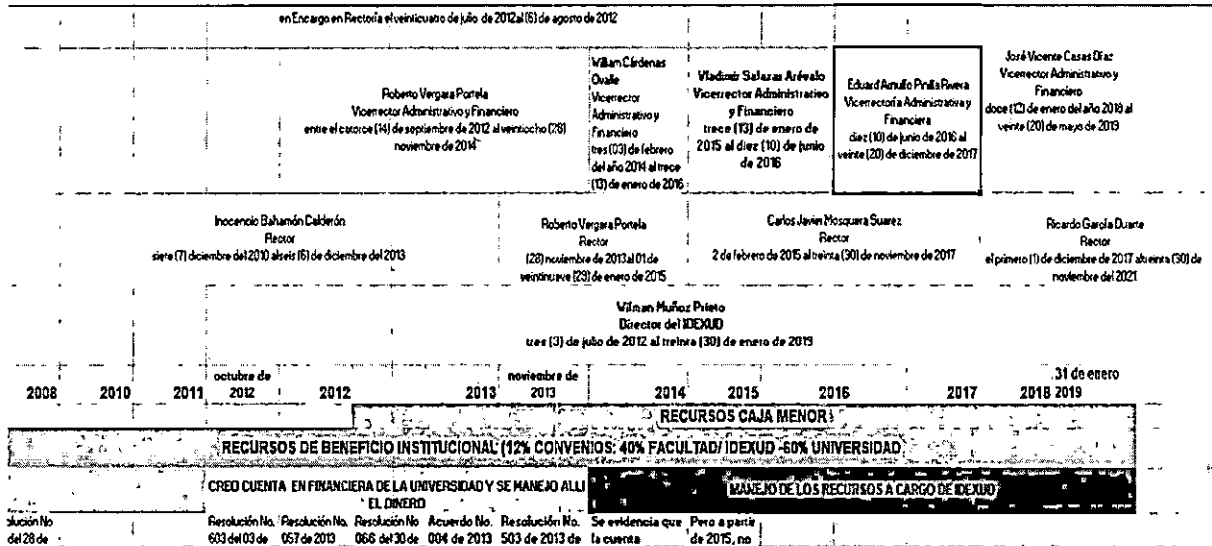 en Encargo en Rectoría el veinticuatro de julio de 2012 al (6) de agosto de 2012
Roberto Vergara Portela
Vicerrector Administrativo y Financiero
entre el catorce (14) de septiembre de 2012 al veintiocho (28)
noviembre de 2014
William Cárdenas
Ovalle
Vicerrector
Administrativo y
Financiero
tres (03) de febrero
del año 2014 al trece
(13) de enero de 2016
Vladimir Salazar Arévalo
Vicerrector Administrativo
y Financiero
trece (13) de enero de
2015 al diez (10) de junio
de 2016
Eduard Arnulfo Pinilla Rivera
Vicerrectoría Administrativa y
Financiera
diez (10) de junio de 2016 al
veinte (20) de diciembre de 2017
José Vicente Casas Díaz
Vicerrector Administrativo y
Financiero
doce (12) de enero del año 2018 al
veinte (20) de mayo de 2019
Inocencio Bahamón Calderón
Rector
siete (7) diciembre del 2010 al seis (6) de diciembre del 2013
Roberto Vergara Portela
Rector
(28) noviembre de 2013 al 01 de
veintinueve (29) de enero de 2015
Carlos Javier Mosquera Suarez
Rector
2 de febrero de 2015 al treinta (30) de noviembre de 2017
Ricardo García Duarte
Rector
el primero (1) de diciembre de 2017 al treinta (30) de
noviembre del 2021
Wilman Muñoz Prieto
Director del IDEXUD
tres (3) de julio de 2012 al treinta (30) de enero de 2019
2008 2010 2011 octubre de 2012 2012 2013 noviembre de 2013 2014 2015 2016 2017 2018 31 de enero 2019
RECURSOS CAJA MENOR
RECURSOS DE BENEFICIO INSTITUCIONAL (12% CONVENIOS: 40% FACULTAD/ IDEXUD -60% UNIVERSIDAD
CREO CUENTA EN FINANCIERA DE LA UNIVERSIDAD Y SE MANEJO ALLI
EL DINERO
MANEJO DE LOS RECURSOS A CARGO DE IDEXUD
olución No
del 28 de
Resolución No.
603 del 03 de
Resolución No.
057 de 2013
Resolución No
066 del 30 de
Acuerdo No.
004 de 2013
Resolución No.
503 de 2013 de
Se evidencia que
la cuenta
Pero a partir
de 2015, no